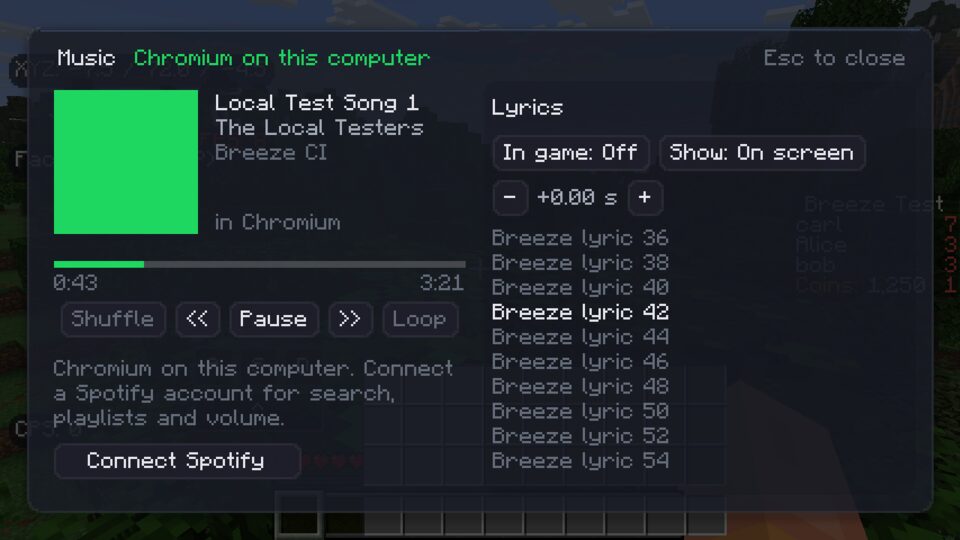 Music Chromium on this computer
Esc to close
Local Test Song 1
The Local Testers
Breeze CI
in Chromium
0:43
3:21
Shuffle
<<
Pause
>>
Loop
Chromium on this computer. Connect
a Spotify account for search,
playlists and volume.
Connect Spotify
Lyrics
In game: Off
Show: On screen
-
+0.00 s
+
Breeze lyric 36
Breeze lyric 38
Breeze lyric 40
Breeze lyric 42
Breeze lyric 44
Breeze lyric 46
Breeze lyric 48
Breeze lyric 50
Breeze lyric 52
Breeze lyric 54
Breeze Test
carl 7
Alice 3
bob 3
Coins: 1,250 1